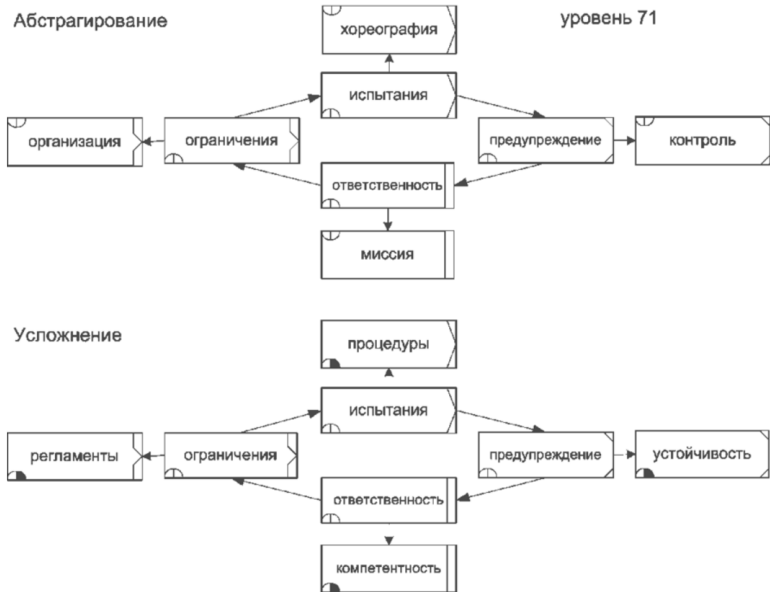 Абстрагирование
уровень 71
хореография
испытания
организация
ограничения
предупреждение
контроль
ответственность
миссия
Усложнение
процедуры
испытания
регламенты
ограничения
предупреждение
устойчивость
ответственность
компетентность